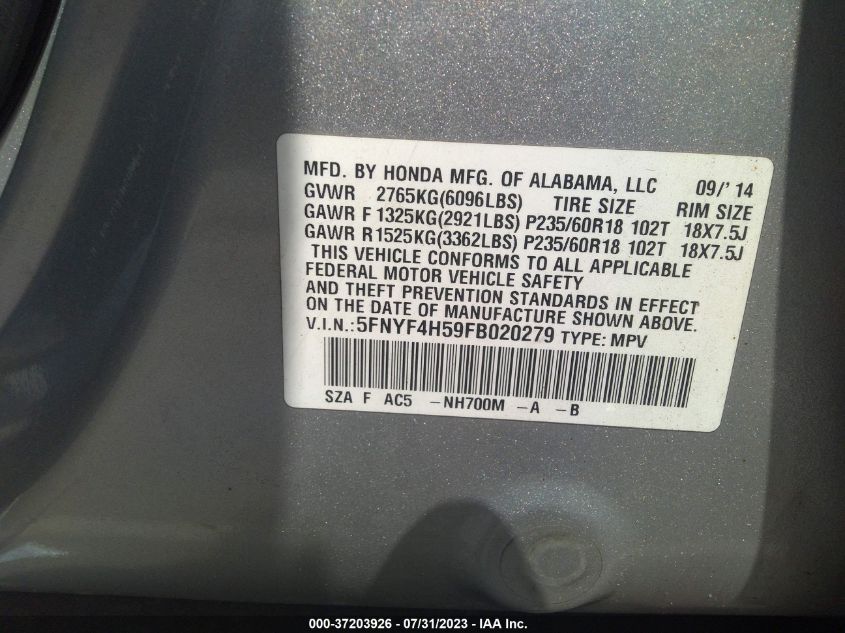 MFD. BY HONDA MFG. OF ALABAMA, LLC 09/'14
GVWR 2765KG(6096LBS) TIRE SIZE RIM SIZE
GAWR F 1325KG(2921LBS) P235/60R18 102T 18X7.5J
GAWR R1525KG(3362LBS) P235/60R18 102T 18X7.5J
THIS VEHICLE CONFORMS TO ALL APPLICABLE
FEDERAL MOTOR VEHICLE SAFETY
AND THEFT PREVENTION STANDARDS IN EFFECT
ON THE DATE OF MANUFACTURE SHOWN ABOVE.
V.I.N.:5FNYF4H59FB020279 TYPE: MPV
SZA F AC5 -NH700M -A -B
000-37203926 - 07/31/2023 - IAA Inc.